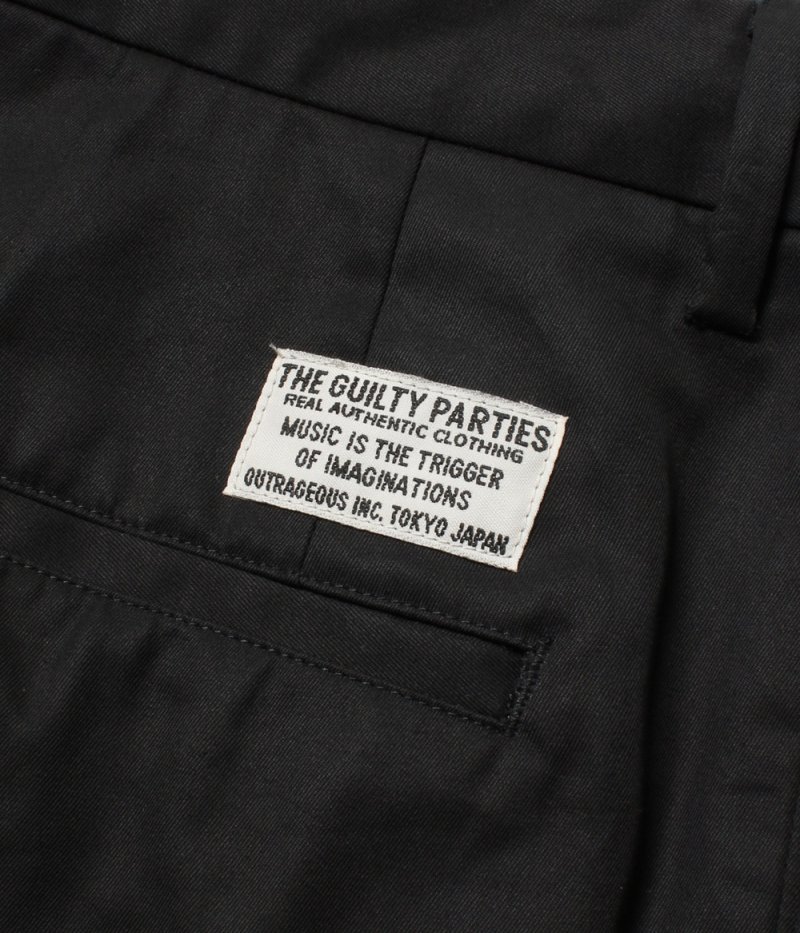 THE GUILTY PARTIES
REAL AUTHENTIC CLOTHING
MUSIC IS THE TRIGGER
OF IMAGINATIONS
OUTRAGEOUS INC. TOKYO JAPAN